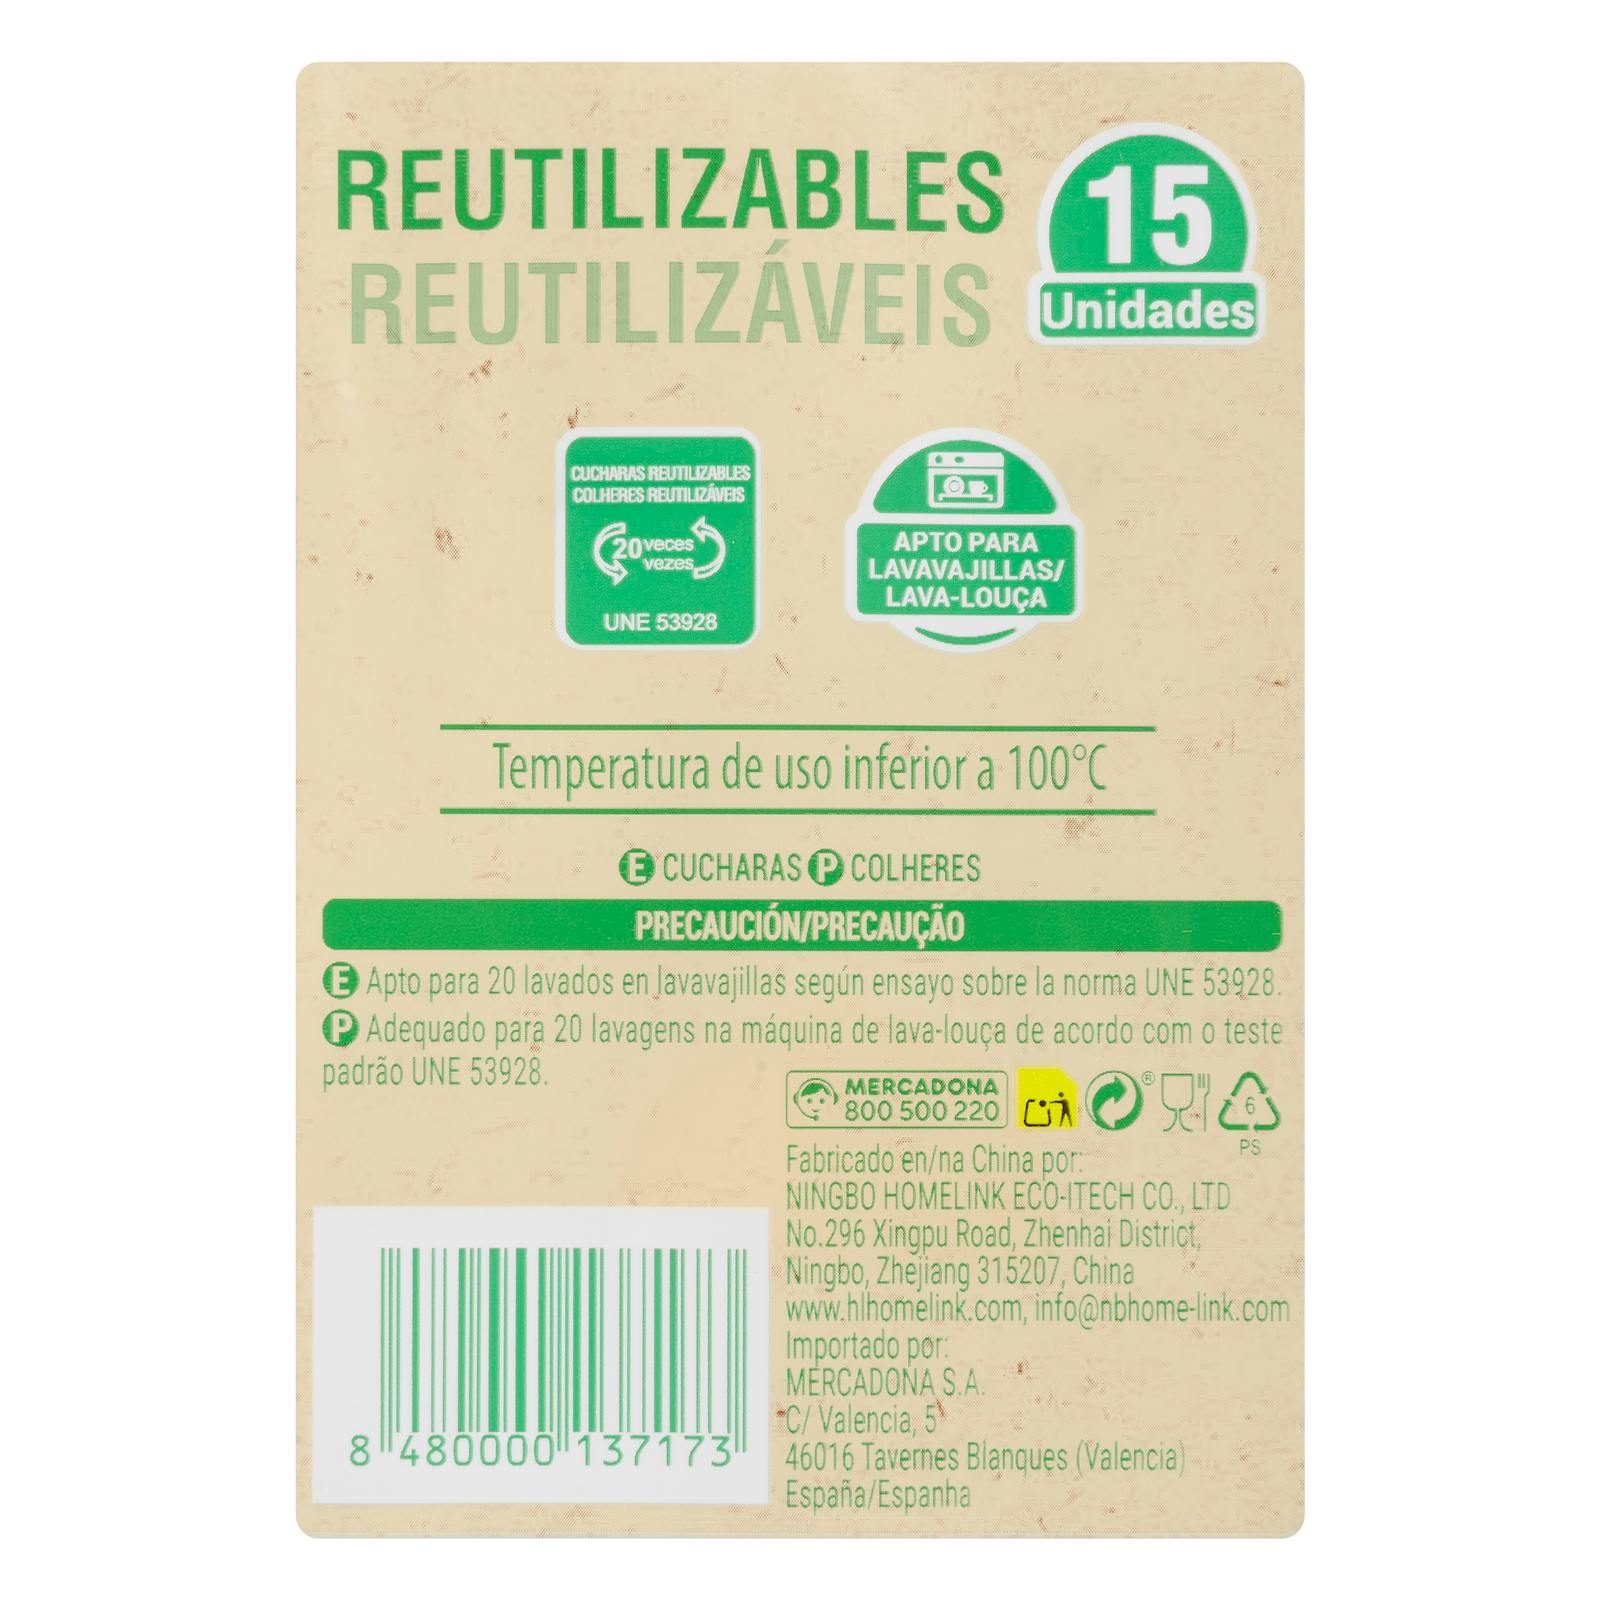 REUTILIZABLES
REUTILIZÁVEIS
15
Unidades
CUCHARAS REUTILIZABLES
COLHERES REUTILIZÁVEIS
20 veces
vezes
UNE 53928
APTO PARA
LAVAVAJILLAS/
LAVA-LOUÇA
Temperatura de uso inferior a 100°C
E CUCHARAS P COLHERES
PRECAUCIÓN/PRECAUÇÃO
E Apto para 20 lavados en lavavajillas según ensayo sobre la norma UNE 53928.
P Adequado para 20 lavagens na máquina de lava-louça de acordo com o teste
padrão UNE 53928.
MERCADONA
800 500 220
®
6
PS
Fabricado en/na China por:
NINGBO HOMELINK ECO-ITECH CO., LTD
No.296 Xingpu Road, Zhenhai District,
Ningbo, Zhejiang 315207, China
www.hlhomelink.com, info@nbhome-link.com
Importado por:
MERCADONA S.A.
C/ Valencia, 5
46016 Tavernes Blanques (Valencia)
España/Espanha
8 480000 137173